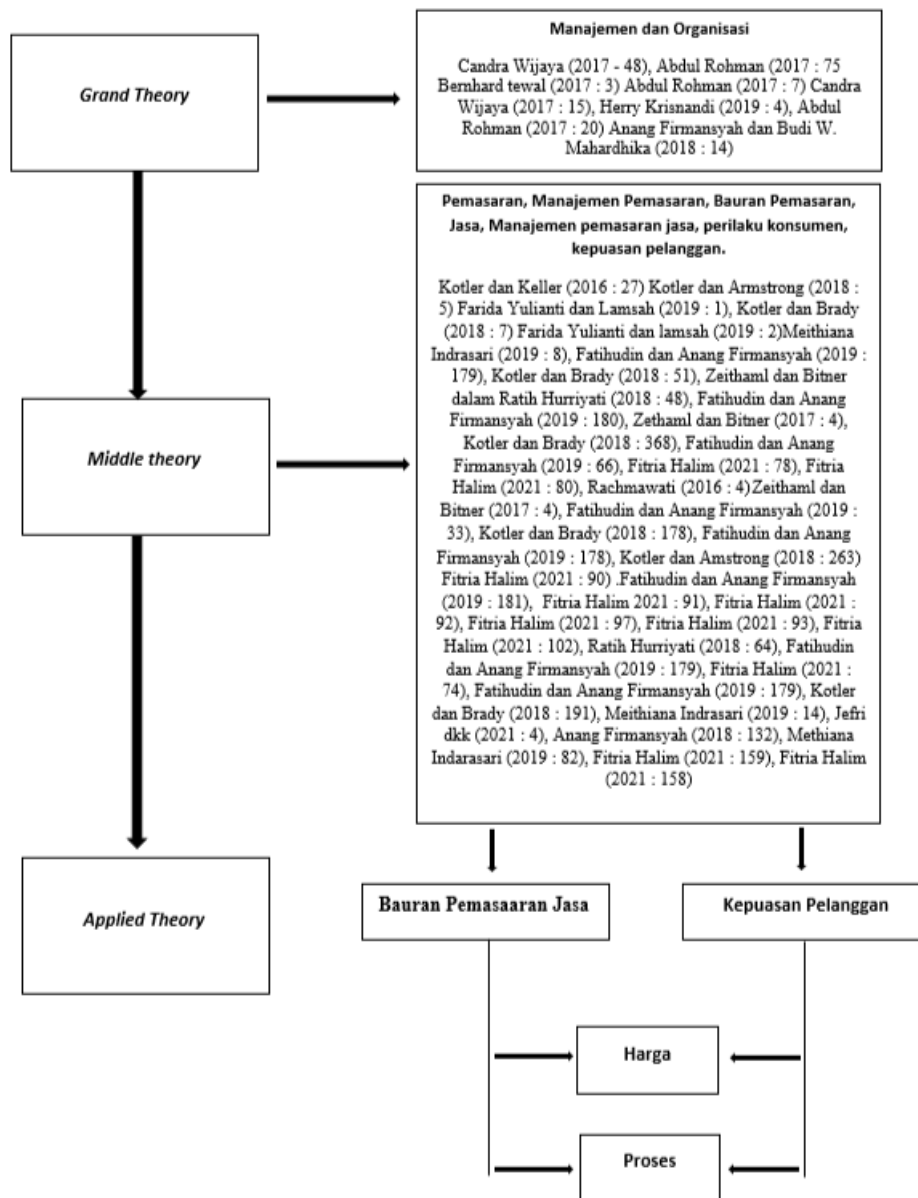 Grand Theory
Manajemen dan Organisasi
Candra Wijaya (2017 - 48), Abdul Rohman (2017 : 75
Bernhard tewal (2017 : 3) Abdul Rohman (2017 : 7) Candra
Wijaya (2017 : 15), Herry Krisnandi (2019 : 4), Abdul
Rohman (2017 : 20) Anang Firmansyah dan Budi W.
Mahardhika (2018 : 14)
Middle theory
Pemasaran, Manajemen Pemasaran, Bauran Pemasaran,
Jasa, Manajemen pemasaran jasa, perilaku konsumen,
kepuasan pelanggan.
Kotler dan Keller (2016 : 27) Kotler dan Armstrong (2018 :
5) Farida Yulianti dan Lamsah (2019 : 1), Kotler dan Brady
(2018 : 7) Farida Yulianti dan lamsah (2019 : 2)Meithiana
Indrasari (2019 : 8), Fatihudin dan Anang Firmansyah (2019 :
179), Kotler dan Brady (2018 : 51), Zeithaml dan Bitner
dalam Ratih Hurriyati (2018 : 48), Fatihudin dan Anang
Firmansyah (2019 : 180), Zethaml dan Bitner (2017 : 4),
Kotler dan Brady (2018 : 368), Fatihudin dan Anang
Firmansyah (2019 : 66), Fitria Halim (2021 : 78), Fitria
Halim (2021 : 80), Rachmawati (2016 : 4)Zeithaml dan
Bitner (2017 : 4), Fatihudin dan Anang Firmansyah (2019 :
33), Kotler dan Brady (2018 : 178), Fatihudin dan Anang
Firmansyah (2019 : 178), Kotler dan Amstrong (2018 : 263)
Fitria Halim (2021 : 90) .Fatihudin dan Anang Firmansyah
(2019 : 181), Fitria Halim 2021 : 91), Fitria Halim (2021 :
92), Fitria Halim (2021 : 97), Fitria Halim (2021 : 93), Fitria
Halim (2021 : 102), Ratih Hurriyati (2018 : 64), Fatihudin
dan Anang Firmansyah (2019 : 179), Fitria Halim (2021 :
74), Fatihudin dan Anang Firmansyah (2019 : 179), Kotler
dan Brady (2018 : 191), Meithiana Indrasari (2019 : 14), Jefri
dkk (2021 : 4), Anang Firmansyah (2018 : 132), Methiana
Indarasari (2019 : 82), Fitria Halim (2021 : 159), Fitria Halim
(2021 : 158)
Applied Theory
Bauran Pemasaaran Jasa
Kepuasan Pelanggan
Harga
Proses